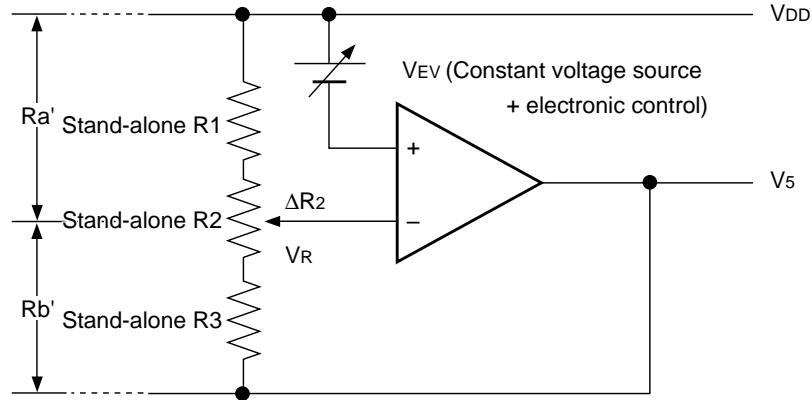 VDD
VEV (Constant voltage source
+ electronic control)
Ra'
Stand-alone R1
+
V5
ΔR2
Stand-alone R2
–
VR
Rb'
Stand-alone R3